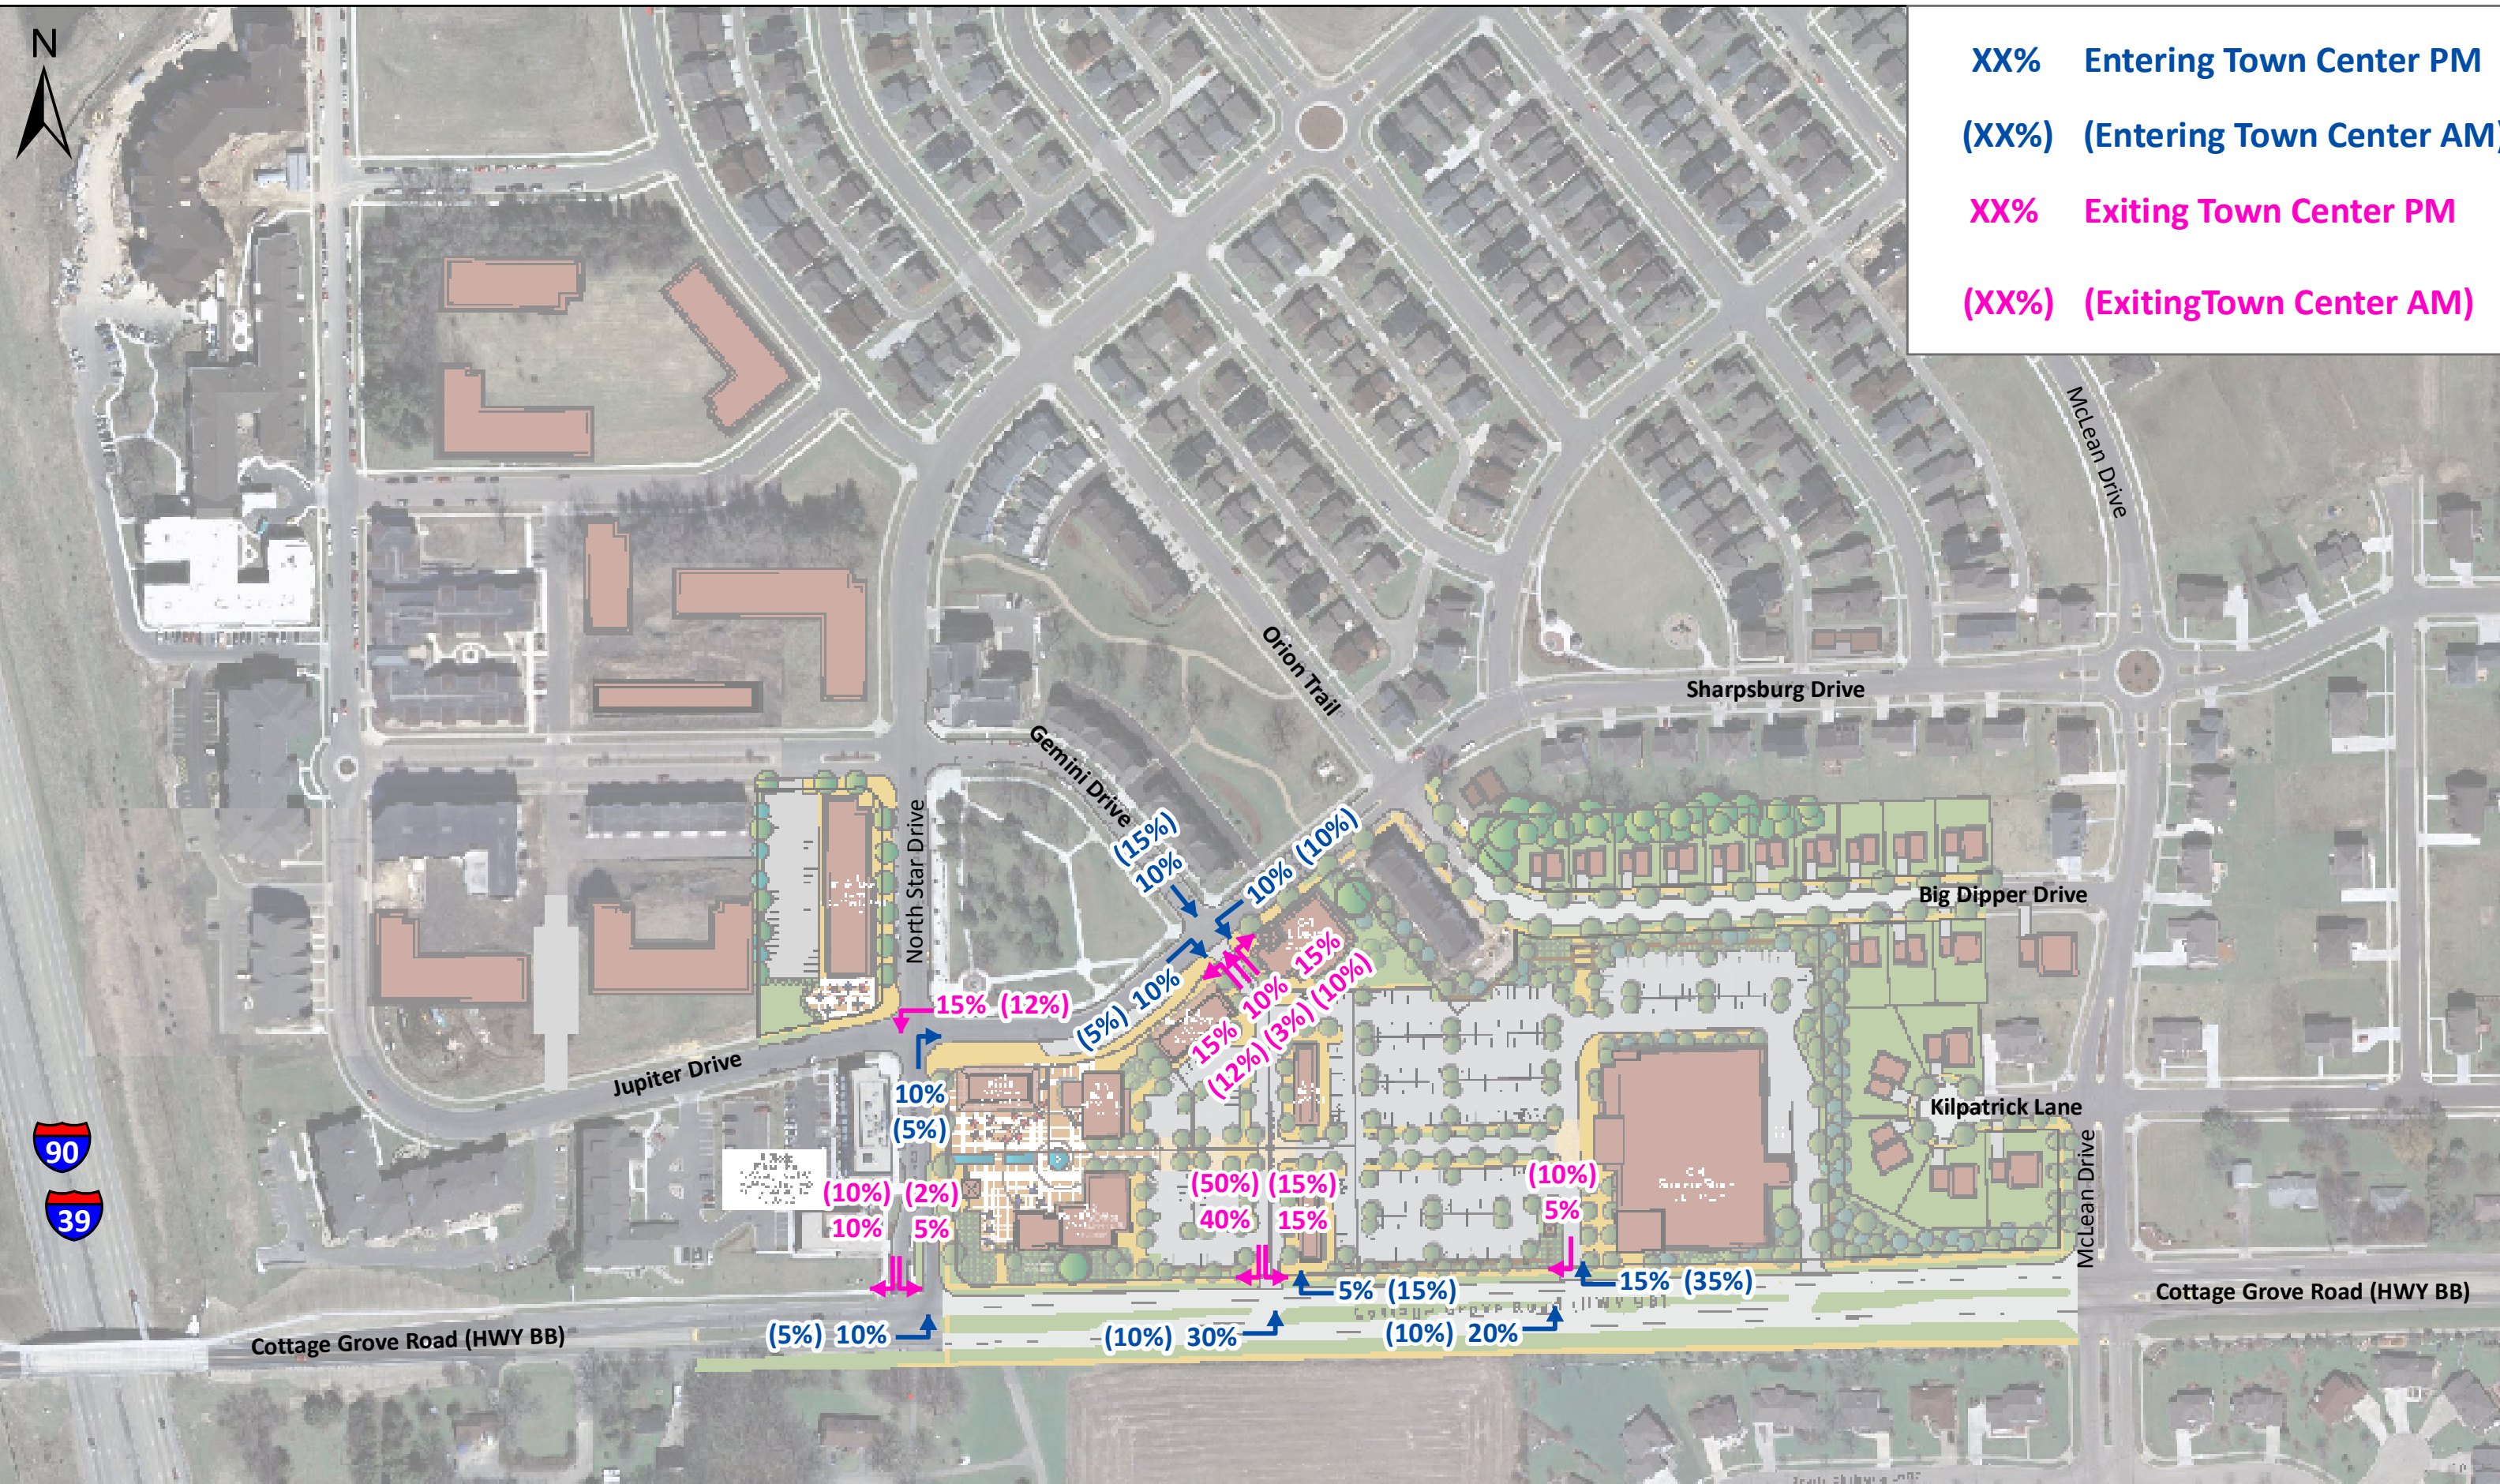 N
XX% Entering Town Center PM
(XX%) (Entering Town Center AM)
XX% Exiting Town Center PM
(XX%) (ExitingTown Center AM)
McLean Drive
Orion Trail
Sharpsburg Drive
Gemini Drive
North Star Drive
(15%)
10%
10% (10%)
Big Dipper Drive
(5%) 10%
15% 10% 15%
(12%) (3%) (10%)
15% (12%)
Jupiter Drive
10%
(5%)
Kilpatrick Lane
90
39
McLean Drive
(10%) (2%)
10% 5%
(50%) (15%)
40% 15%
(10%)
5%
5% (15%)
15% (35%)
Cottage Grove Road (HWY BB)
Cottage Grove Road (HWY BB)
(5%) 10%
(10%) 30%
(10%) 20%